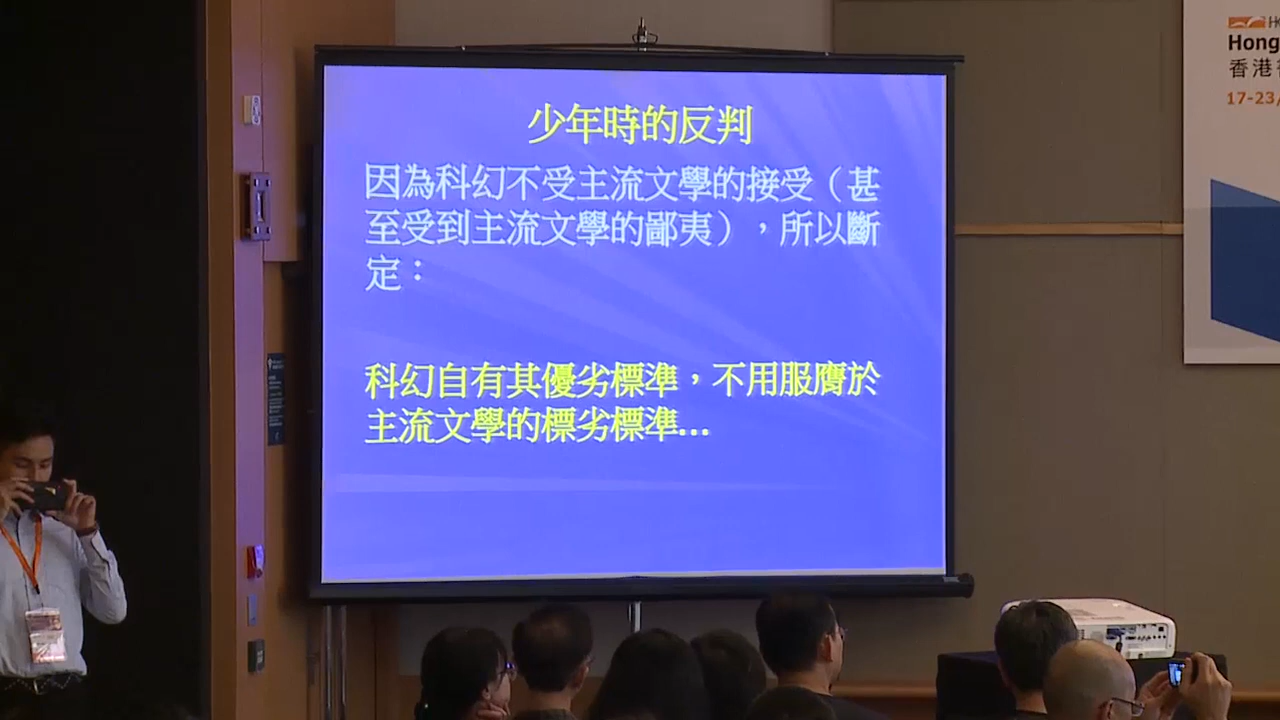 少年時的反判
因為科幻不受主流文學的接受（甚
至受到主流文學的鄙夷），所以斷
定：
科幻自有其優劣標準，不用服膺於
主流文學的標劣標準...
Hong
香港
17-23